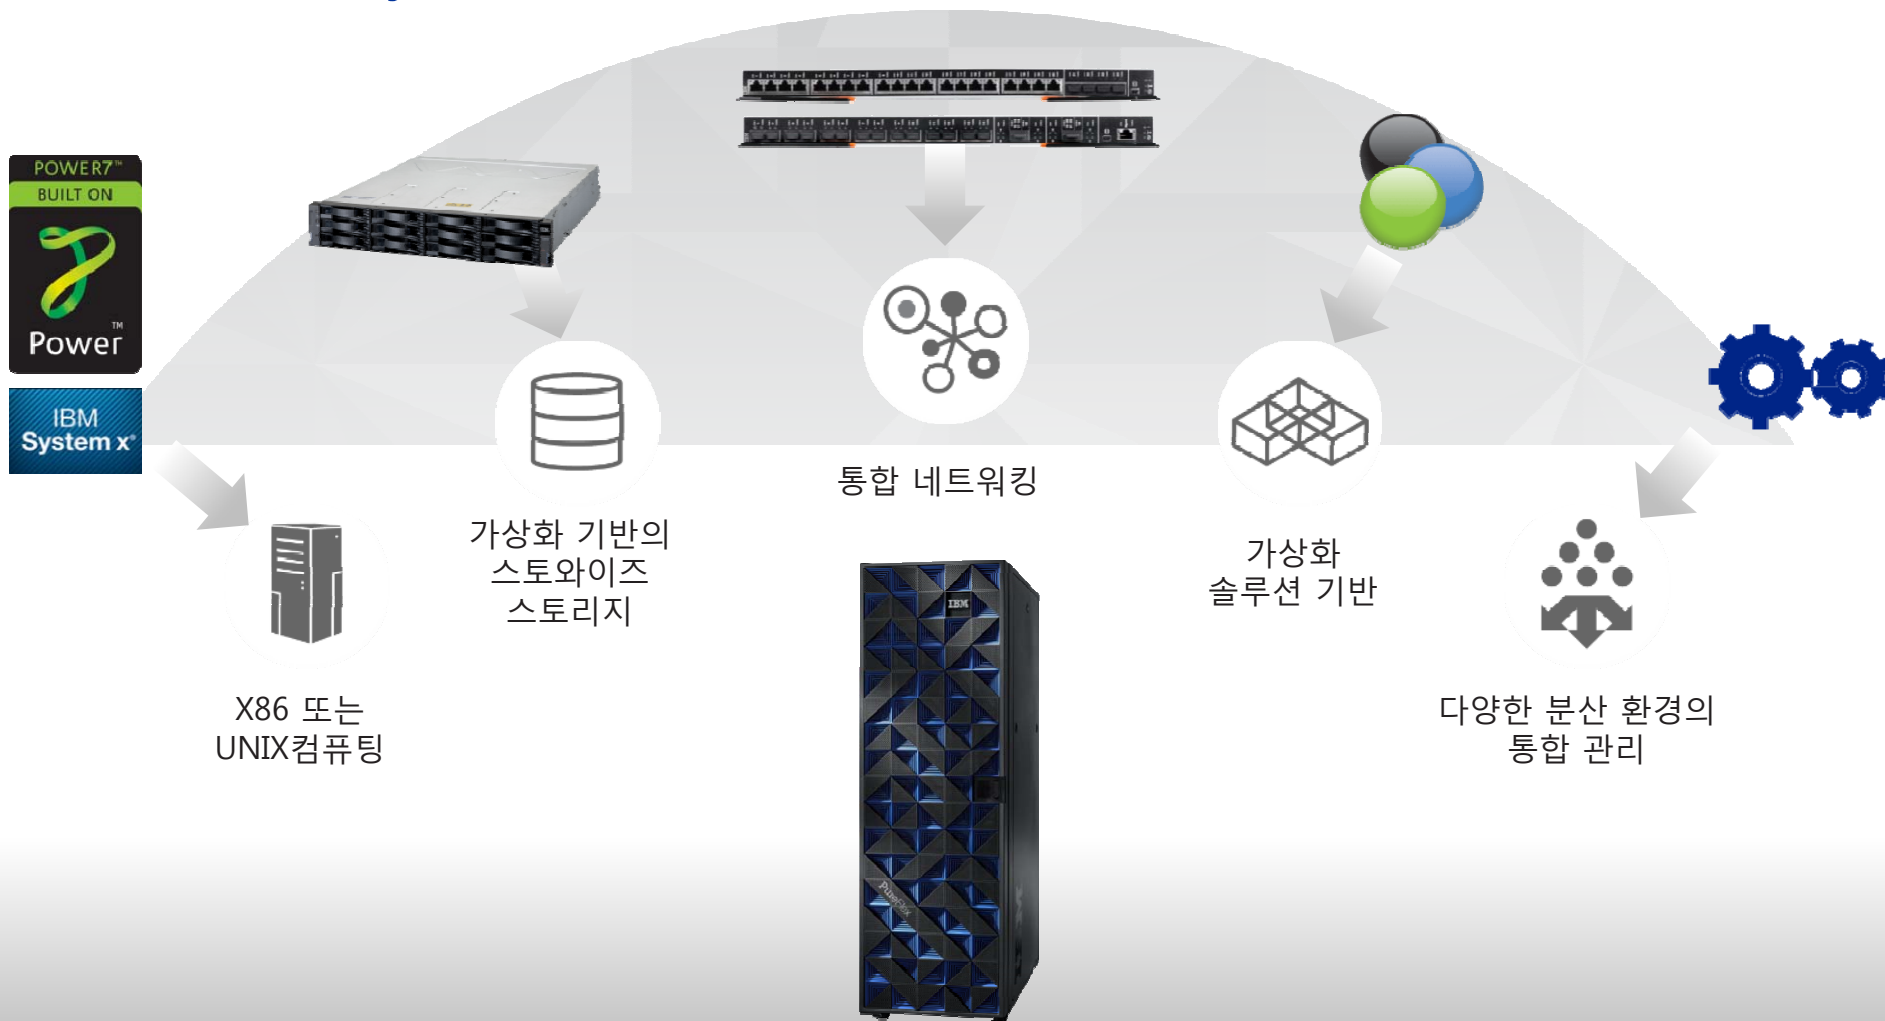 POWER7™
BUILT ON
Power™
IBM
System x®
통합 네트워킹
가상화 기반의
스토와이즈
스토리지
가상화
솔루션 기반
X86 또는
UNIX컴퓨팅
다양한 분산 환경의
통합 관리
IBM
PureFlex
IBM